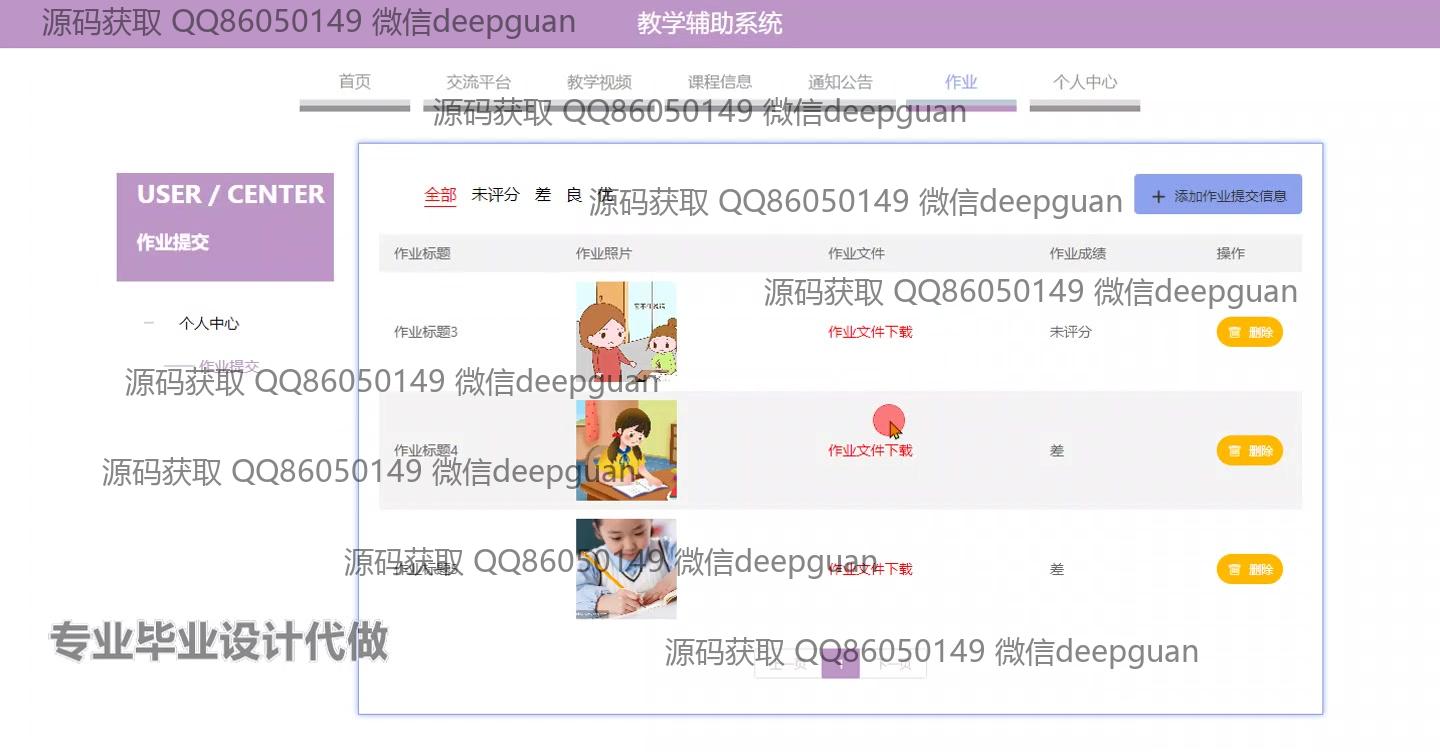 源码获取 QQ86050149 微信deepguan
教学辅助系统
首页 交流平台 教学视频 课程信息 通知公告 作业 个人中心
源码获取 QQ86050149 微信deepguan
USER / CENTER
作业提交
个人中心
作业提交
全部 未评分 差 良 优
源码获取 QQ86050149 微信deepguan
+ 添加作业提交信息
作业标题 作业照片 作业文件 作业成绩 操作
源码获取 QQ86050149 微信deepguan
作业标题3 作业文件下载 未评分 删除
源码获取 QQ86050149 微信deepguan
作业标题4 作业文件下载 差 删除
源码获取 QQ86050149 微信deepguan
源码获取 QQ86050149 微信deepguan
作业标题5 作业文件下载 差 删除
专业毕业设计代做
源码获取 QQ86050149 微信deepguan
上一页 1 下一页